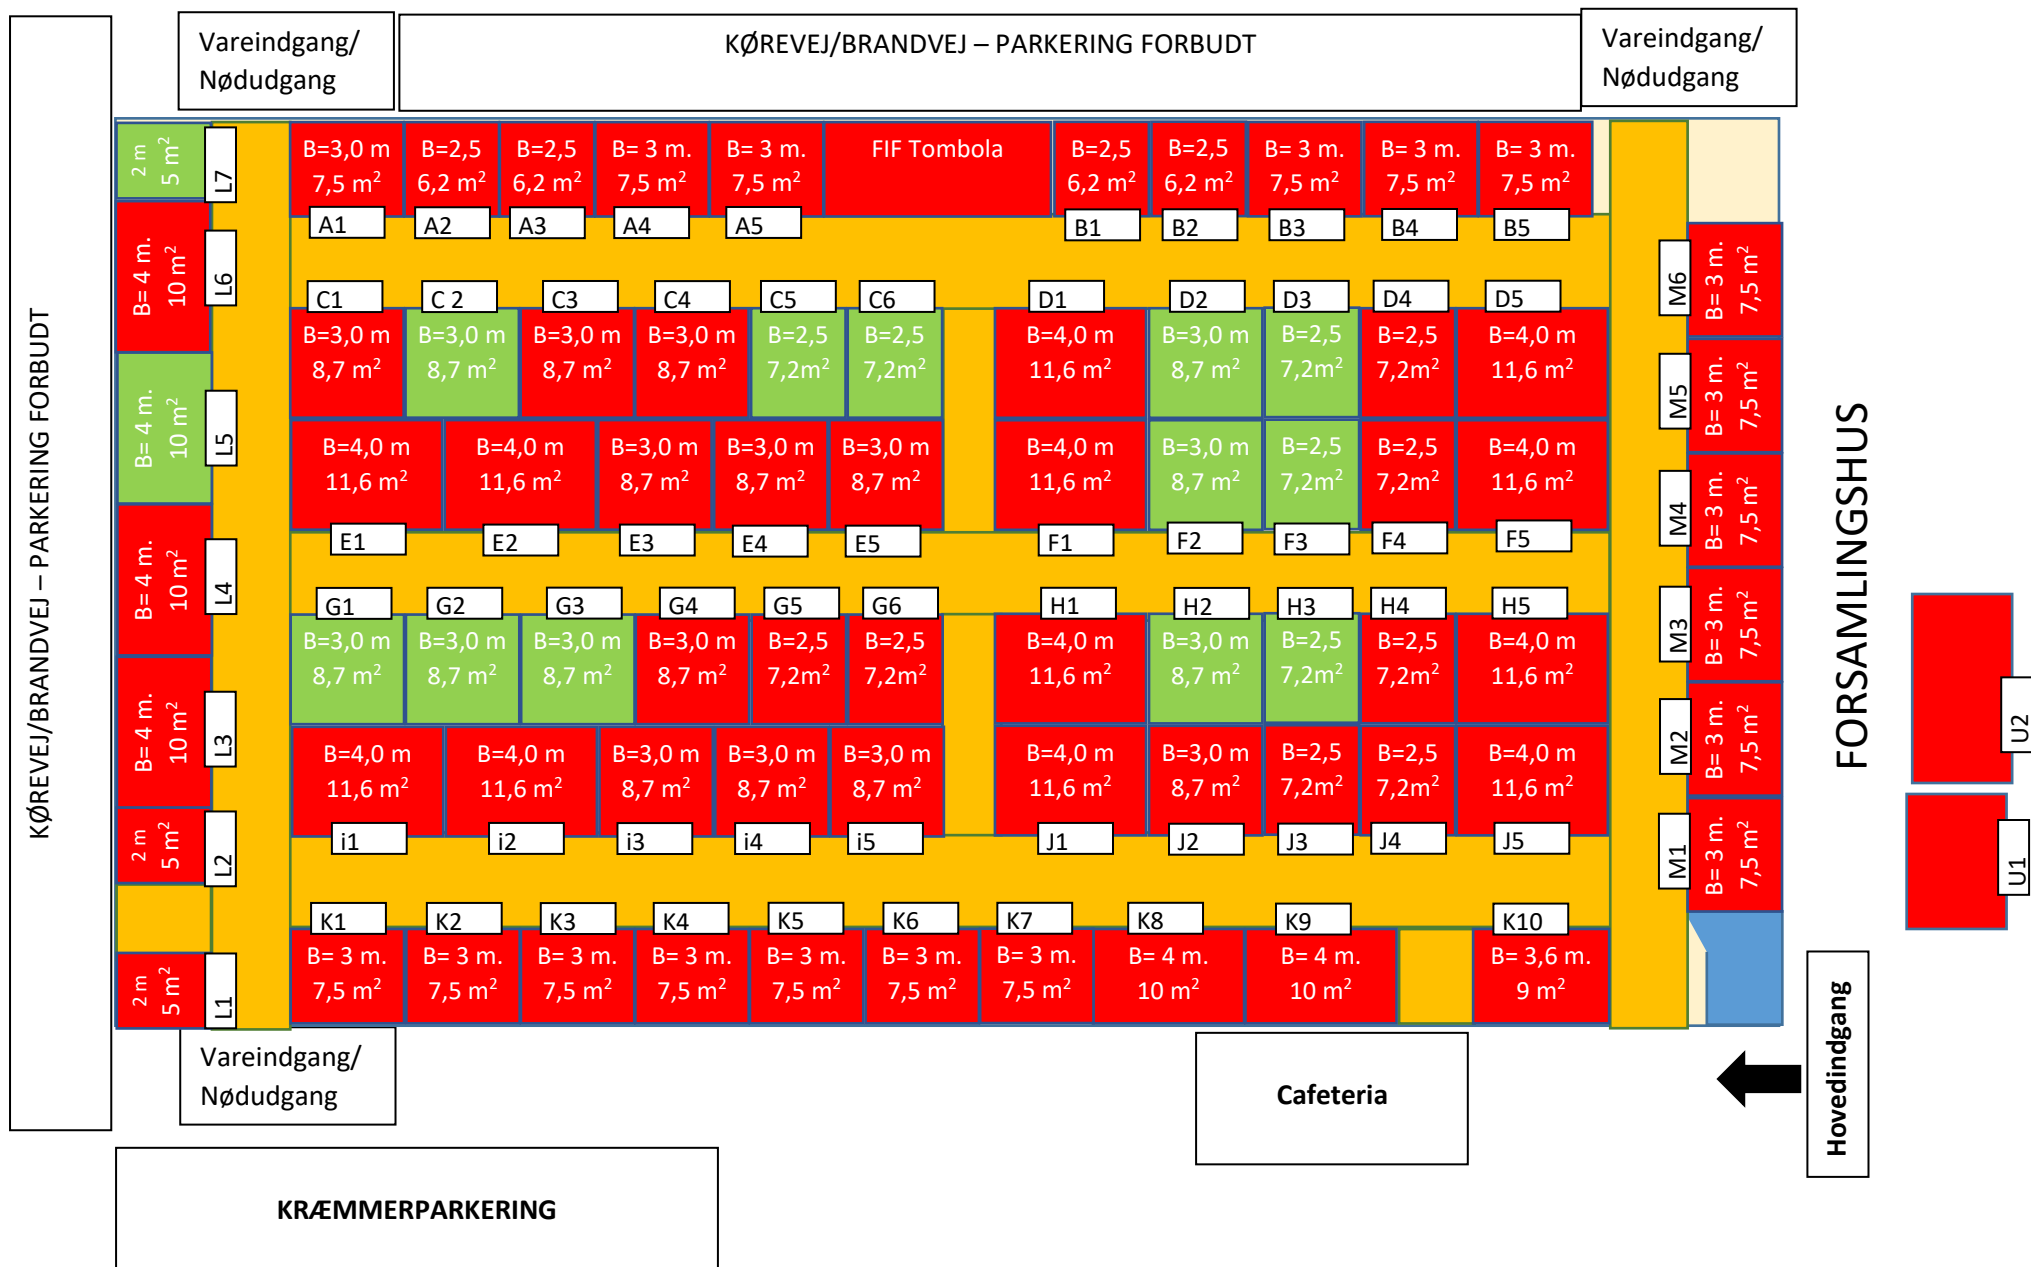 Vareindgang/
Nødudgang
KØREVEJ/BRANDVEJ – PARKERING FORBUDT
Vareindgang/
Nødudgang
KØREVEJ/BRANDVEJ – PARKERING FORBUDT
2 m
5 m²
L7
B= 4 m.
10 m²
L6
B= 4 m.
10 m²
L5
B= 4 m.
10 m²
L4
B= 4 m.
10 m²
L3
2 m
5 m²
L2
2 m
5 m²
L1
B=3,0 m
7,5 m²
A1
B=2,5
6,2 m²
A2
B=2,5
6,2 m²
A3
B= 3 m.
7,5 m²
A4
B= 3 m.
7,5 m²
A5
FIF Tombola
B=2,5
6,2 m²
B1
B=2,5
6,2 m²
B2
B= 3 m.
7,5 m²
B3
B= 3 m.
7,5 m²
B4
B= 3 m.
7,5 m²
B5
C1
B=3,0 m
8,7 m²
C 2
B=3,0 m
8,7 m²
C3
B=3,0 m
8,7 m²
C4
B=3,0 m
8,7 m²
C5
B=2,5
7,2m²
C6
B=2,5
7,2m²
D1
B=4,0 m
11,6 m²
D2
B=3,0 m
8,7 m²
D3
B=2,5
7,2m²
D4
B=2,5
7,2m²
D5
B=4,0 m
11,6 m²
B=4,0 m
11,6 m²
E1
B=4,0 m
11,6 m²
E2
B=3,0 m
8,7 m²
E3
B=3,0 m
8,7 m²
E4
B=3,0 m
8,7 m²
E5
B=4,0 m
11,6 m²
F1
B=3,0 m
8,7 m²
F2
B=2,5
7,2m²
F3
B=2,5
7,2m²
F4
B=4,0 m
11,6 m²
F5
G1
B=3,0 m
8,7 m²
G2
B=3,0 m
8,7 m²
G3
B=3,0 m
8,7 m²
G4
B=3,0 m
8,7 m²
G5
B=2,5
7,2m²
G6
B=2,5
7,2m²
H1
B=4,0 m
11,6 m²
H2
B=3,0 m
8,7 m²
H3
B=2,5
7,2m²
H4
B=2,5
7,2m²
H5
B=4,0 m
11,6 m²
B=4,0 m
11,6 m²
i1
B=4,0 m
11,6 m²
i2
B=3,0 m
8,7 m²
i3
B=3,0 m
8,7 m²
i4
B=3,0 m
8,7 m²
i5
B=4,0 m
11,6 m²
J1
B=3,0 m
8,7 m²
J2
B=2,5
7,2m²
J3
B=2,5
7,2m²
J4
B=4,0 m
11,6 m²
J5
K1
B= 3 m.
7,5 m²
K2
B= 3 m.
7,5 m²
K3
B= 3 m.
7,5 m²
K4
B= 3 m.
7,5 m²
K5
B= 3 m.
7,5 m²
K6
B= 3 m.
7,5 m²
K7
B= 3 m.
7,5 m²
K8
B= 4 m.
10 m²
K9
B= 4 m.
10 m²
K10
B= 3,6 m.
9 m²
M6
B= 3 m.
7,5 m²
M5
B= 3 m.
7,5 m²
M4
B= 3 m.
7,5 m²
M3
B= 3 m.
7,5 m²
M2
B= 3 m.
7,5 m²
M1
B= 3 m.
7,5 m²
FORSAMLINGSHUS
U2
U1
Hovedindgang
Vareindgang/
Nødudgang
Cafeteria
KRÆMMERPARKERING